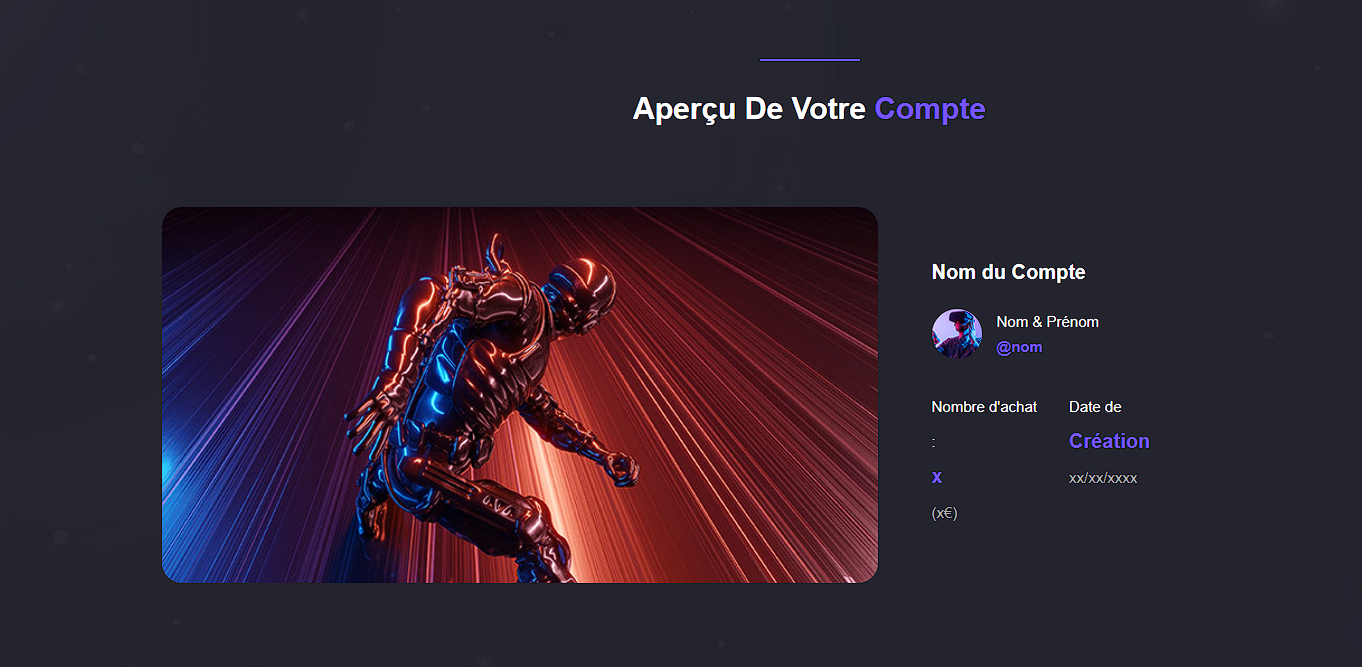 Aperçu De Votre Compte
Nom du Compte
Nom & Prénom
@nom
Nombre d'achat
:
x
(x€)
Date de
Création
xx/xx/xxxx